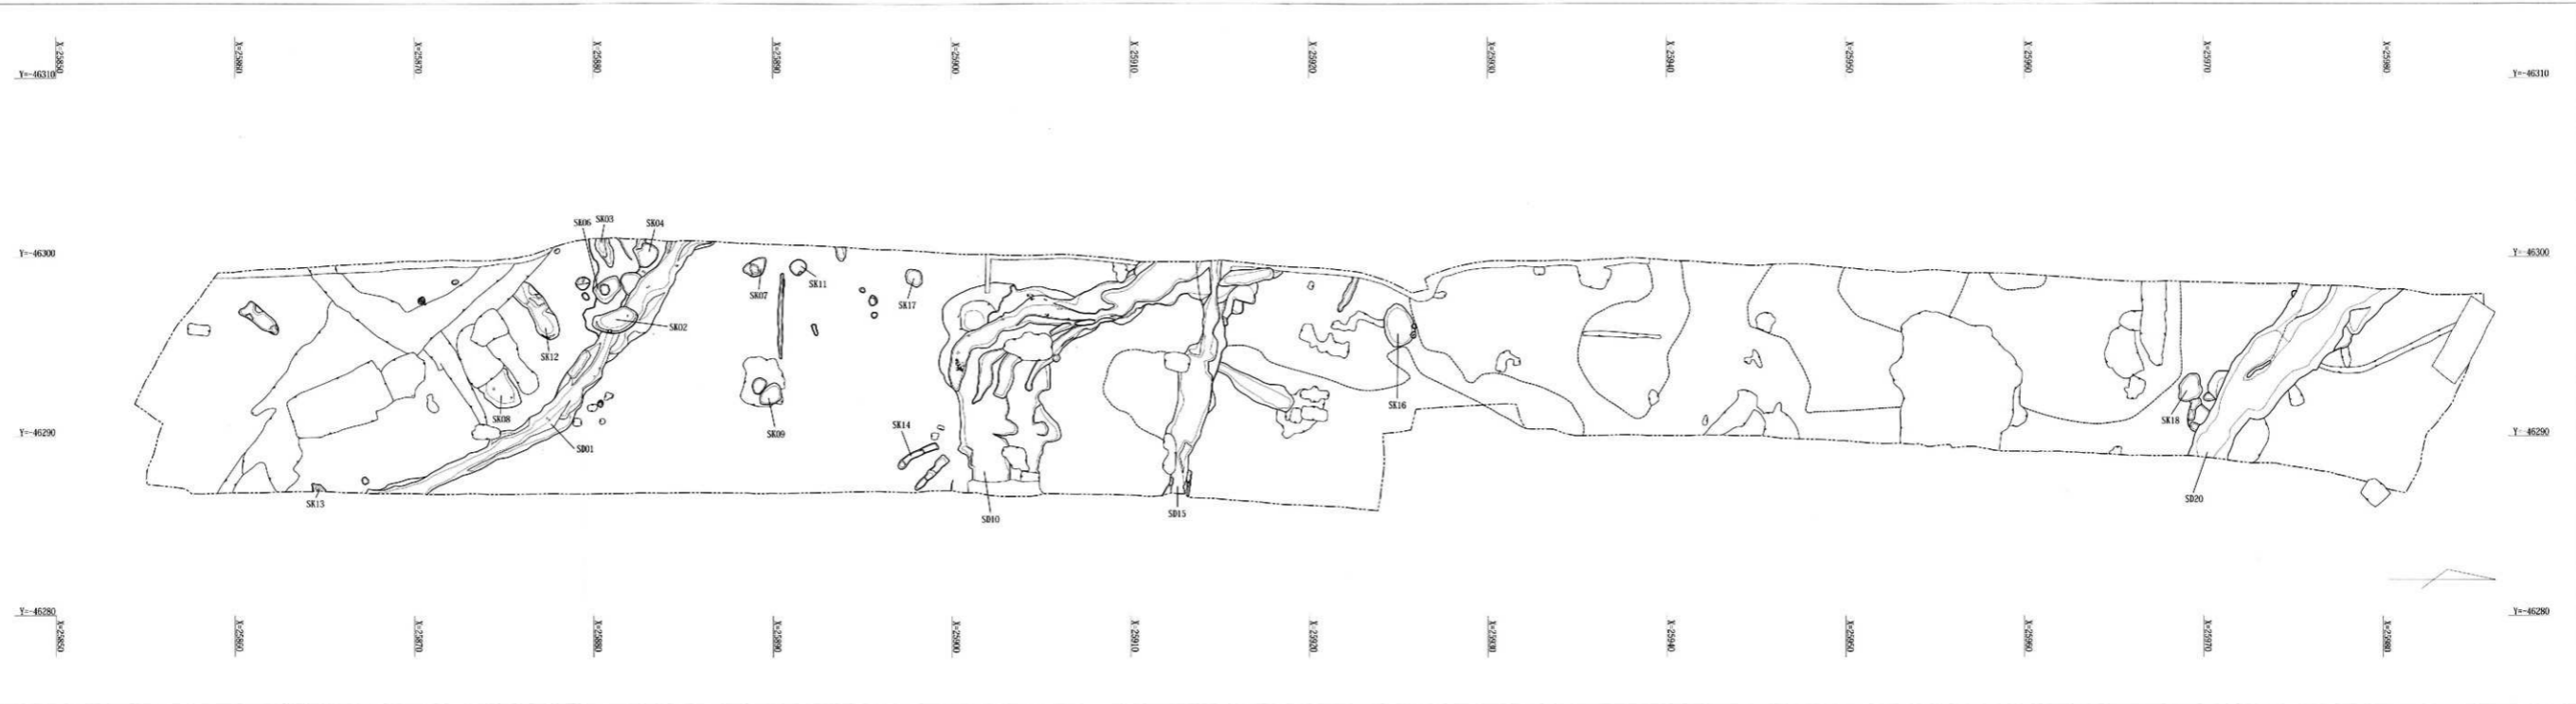 X=25850
X=25860
X=25870
X=25880
X=25890
X=25900
X=25910
X=25920
X=25930
X=25940
X=25950
X=25960
X=25970
X=25980
Y=-46310
Y=-46310
SK06
SK03
SK04
Y=-46300
Y=-46300
SK07
SK11
SK17
SK02
SK12
SK08
SK16
SK18
SK09
SK14
Y=-46290
Y=-46290
SD01
SK13
SD20
SD10
SD15
Y=-46280
Y=-46280
X=25850
X=25860
X=25870
X=25880
X=25890
X=25900
X=25910
X=25920
X=25930
X=25940
X=25950
X=25960
X=25970
X=25980